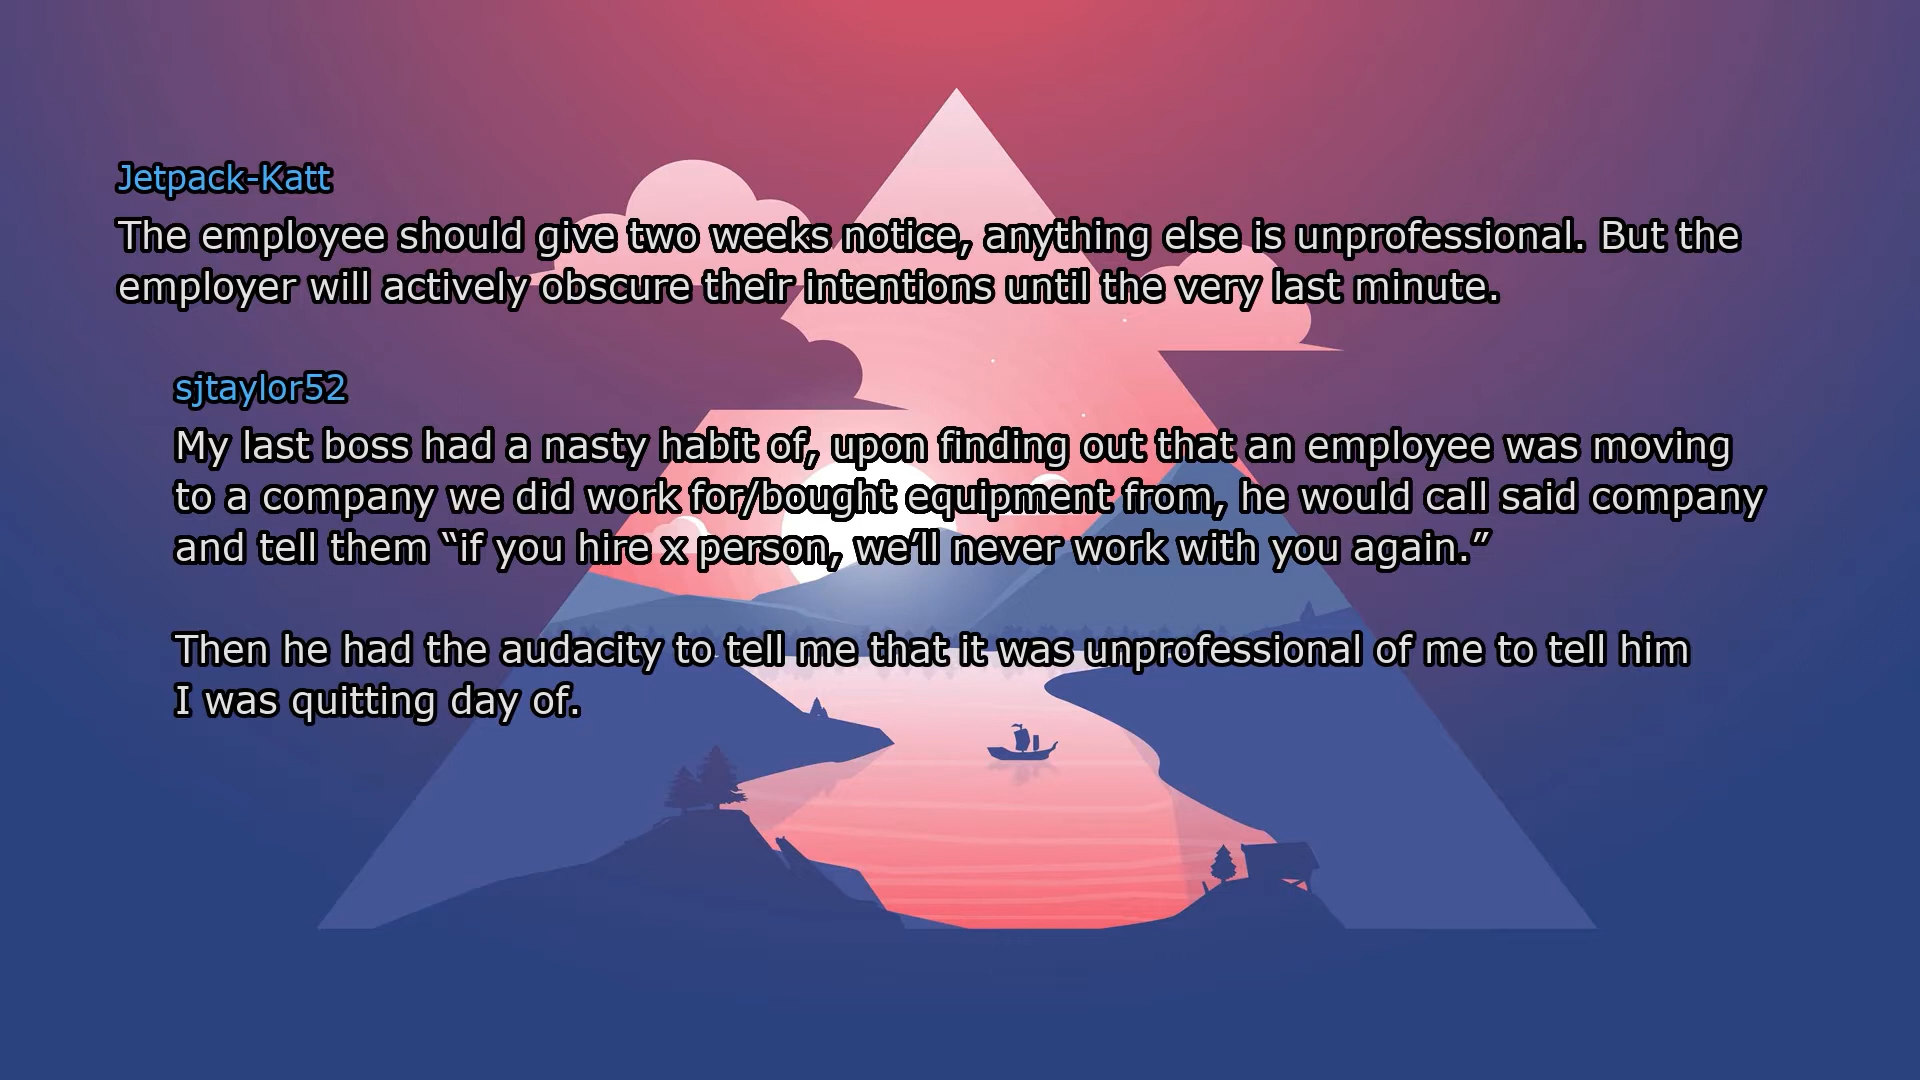 Jetpack-Katt
The employee should give two weeks notice, anything else is unprofessional. But the
employer will actively obscure their intentions until the very last minute.
sjtaylor52
My last boss had a nasty habit of, upon finding out that an employee was moving
to a company we did work for/bought equipment from, he would call said company
and tell them “if you hire x person, we’ll never work with you again.”
Then he had the audacity to tell me that it was unprofessional of me to tell him
I was quitting day of.